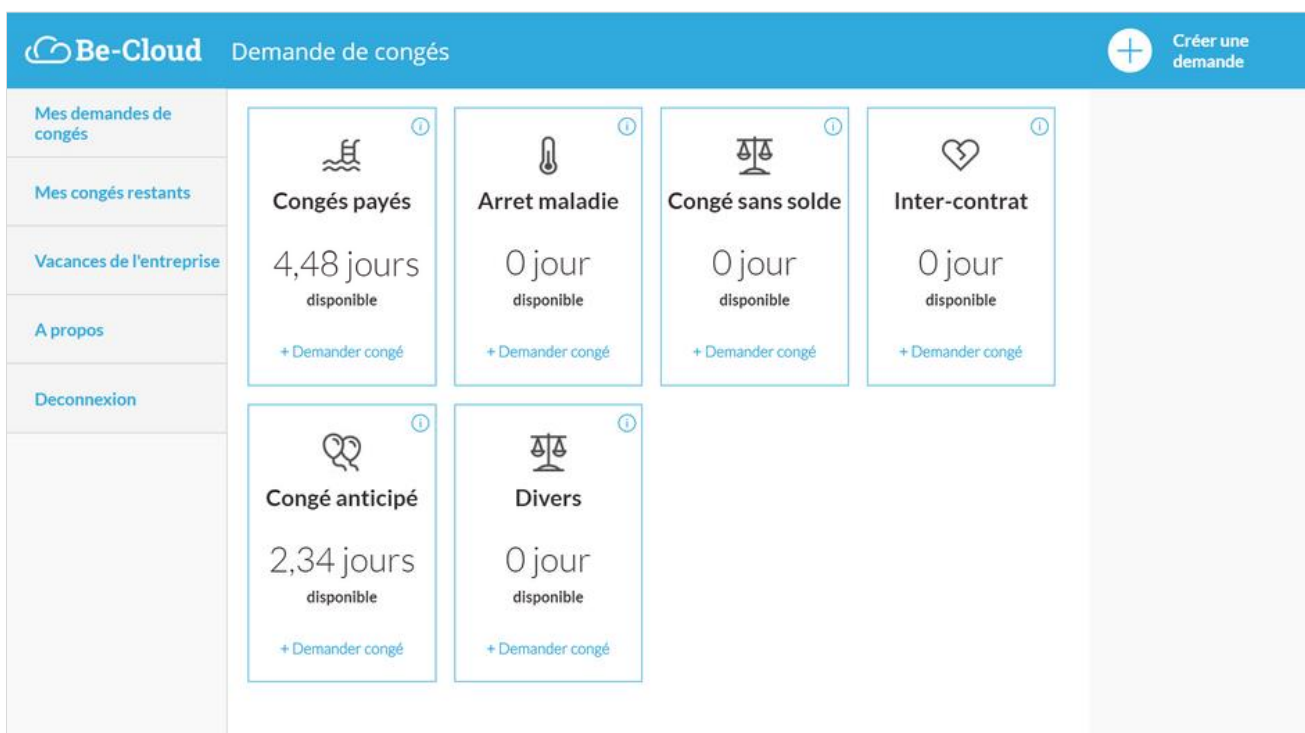 Be-Cloud
Demande de congés
Créer une
demande
Mes demandes de
congés
Mes congés restants
Vacances de l'entreprise
A propos
Deconnexion
Congés payés
4,48 jours
disponible
+ Demander congé
Arret maladie
0 jour
disponible
+ Demander congé
Congé sans solde
0 jour
disponible
+ Demander congé
Inter-contrat
0 jour
disponible
+ Demander congé
Congé anticipé
2,34 jours
disponible
+ Demander congé
Divers
0 jour
disponible
+ Demander congé